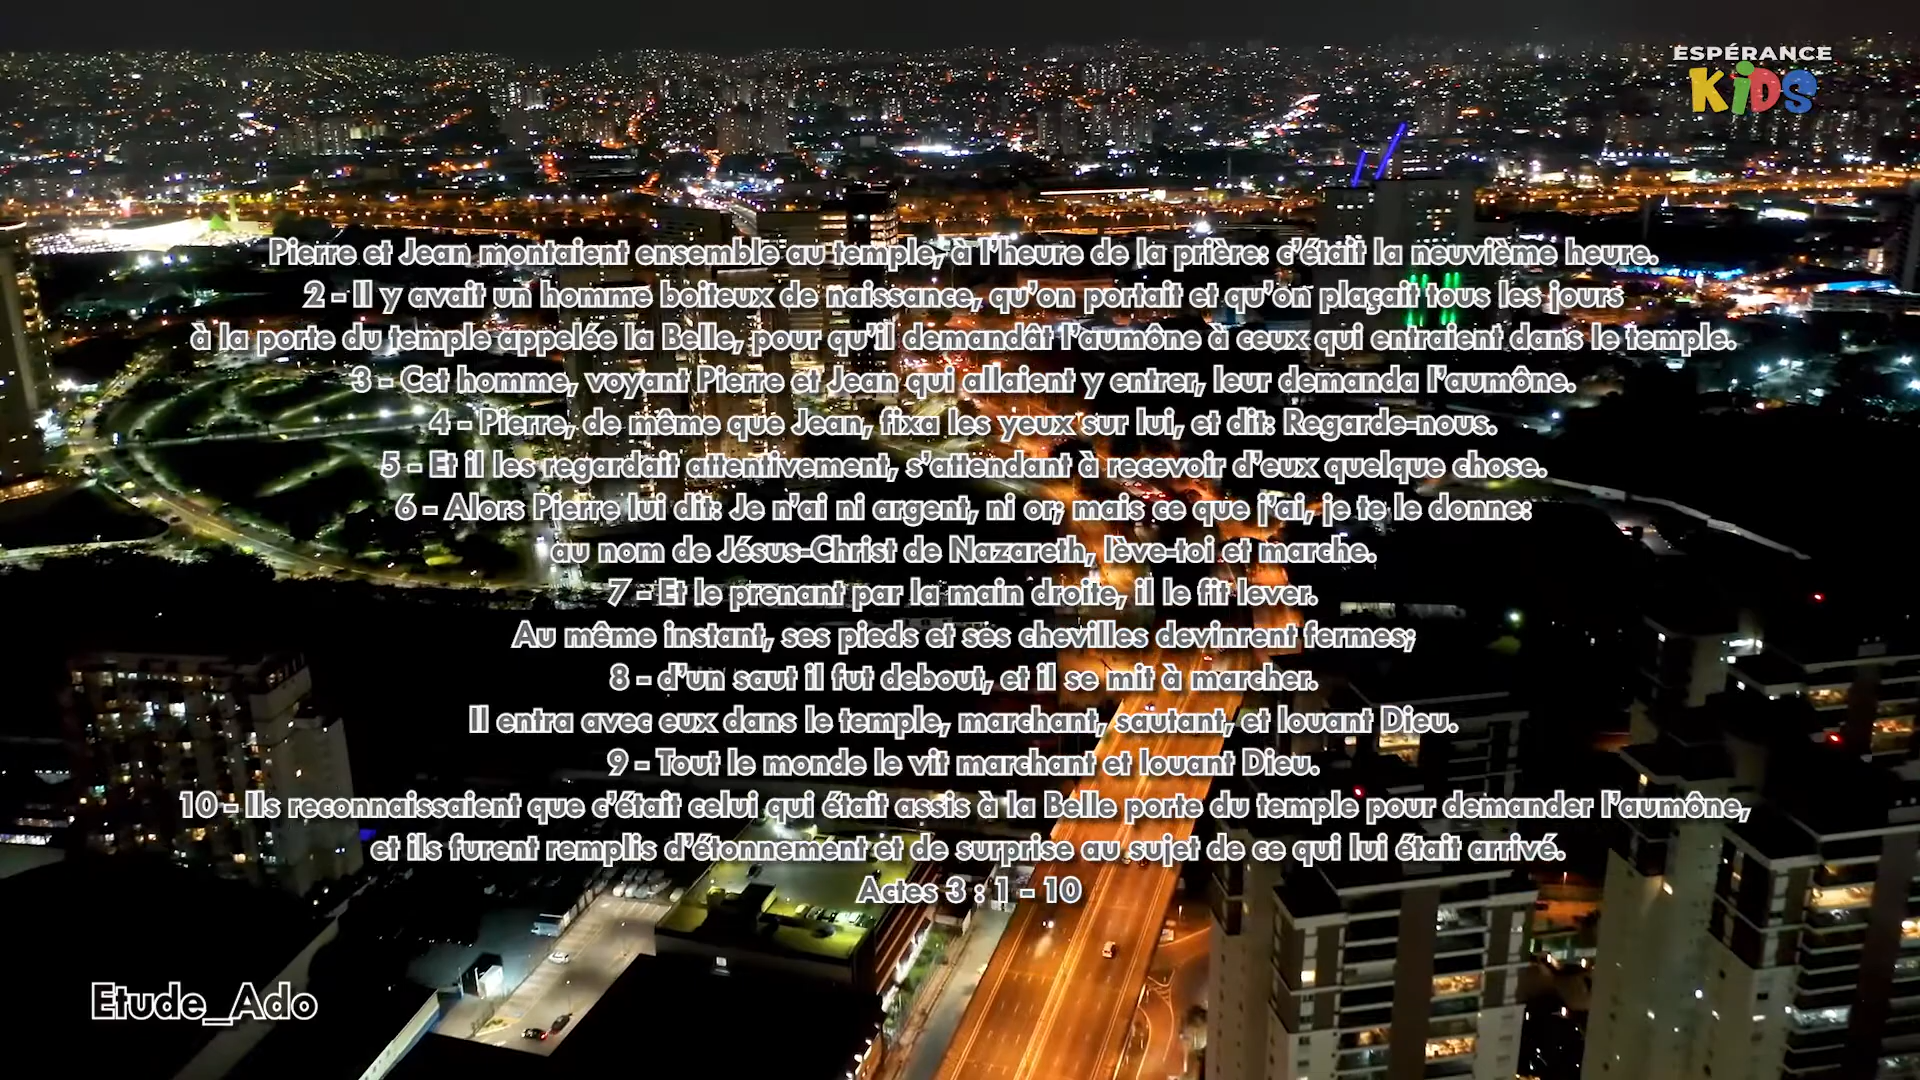 ESPÉRANCE
KiDS
Pierre et Jean montaient ensemble au temple, à l'heure de la prière: c'était la neuvième heure.
2 - Il y avait un homme boiteux de naissance, qu'on portait et qu'on plaçait tous les jours
à la porte du temple appelée la Belle, pour qu'il demandât l'aumône à ceux qui entraient dans le temple.
3 - Cet homme, voyant Pierre et Jean qui allaient y entrer, leur demanda l'aumône.
4 - Pierre, de même que Jean, fixa les yeux sur lui, et dit: Regarde-nous.
5 - Et il les regardait attentivement, s'attendant à recevoir d'eux quelque chose.
6 - Alors Pierre lui dit: Je n'ai ni argent, ni or; mais ce que j'ai, je te le donne:
au nom de Jésus-Christ de Nazareth, lève-toi et marche.
7 - Et le prenant par la main droite, il le fit lever.
Au même instant, ses pieds et ses chevilles devinrent fermes;
8 - d'un saut il fut debout, et il se mit à marcher.
Il entra avec eux dans le temple, marchant, sautant, et louant Dieu.
9 - Tout le monde le vit marchant et louant Dieu.
10 - Ils reconnaissaient que c'était celui qui était assis à la Belle porte du temple pour demander l'aumône,
et ils furent remplis d'étonnement et de surprise au sujet de ce qui lui était arrivé.
Actes 3 : 1 - 10
Etude_Ado